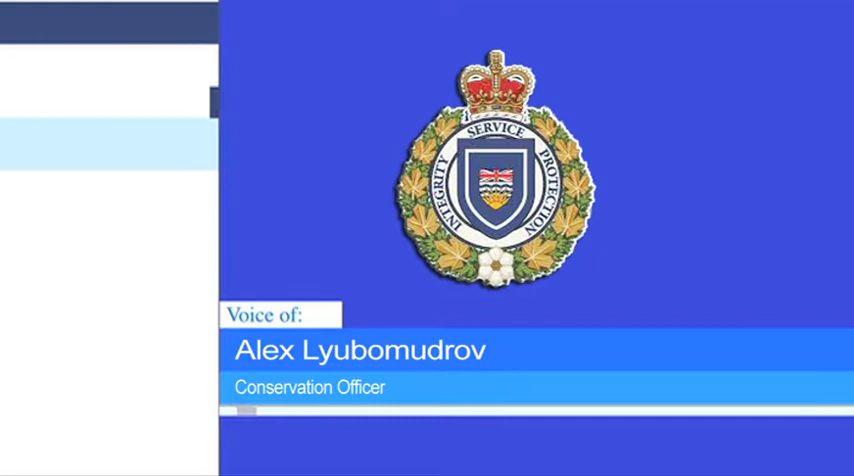 SERVICE
INTEGRITY
PROTECTION
Voice of:
Alex Lyubomudrov
Conservation Officer